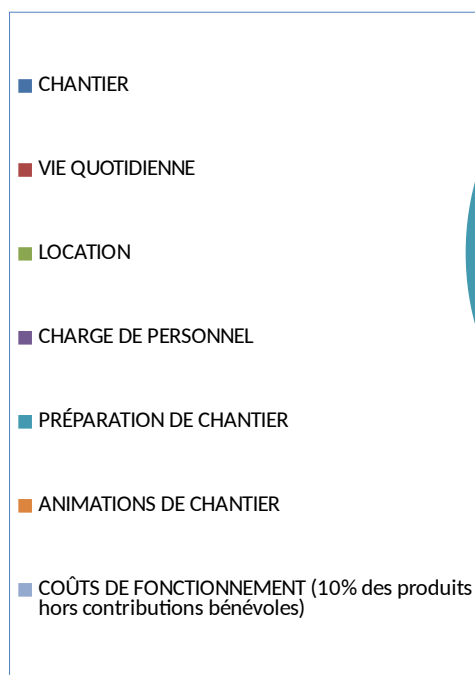 CHANTIER
VIE QUOTIDIENNE
LOCATION
CHARGE DE PERSONNEL
PRÉPARATION DE CHANTIER
ANIMATIONS DE CHANTIER
COÛTS DE FONCTIONNEMENT (10% des produits
hors contributions bénévoles)